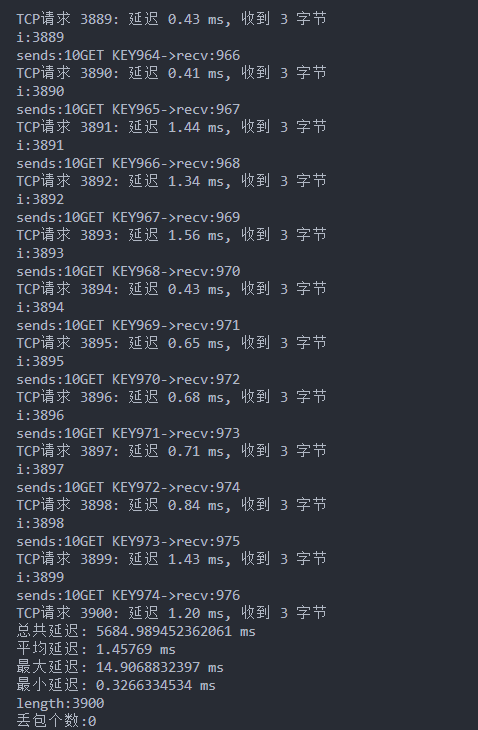 TCP请求 3889: 延迟 0.43 ms, 收到 3 字节
i:3889
sends:10GET KEY964->recv:966
TCP请求 3890: 延迟 0.41 ms, 收到 3 字节
i:3890
sends:10GET KEY965->recv:967
TCP请求 3891: 延迟 1.44 ms, 收到 3 字节
i:3891
sends:10GET KEY966->recv:968
TCP请求 3892: 延迟 1.34 ms, 收到 3 字节
i:3892
sends:10GET KEY967->recv:969
TCP请求 3893: 延迟 1.56 ms, 收到 3 字节
i:3893
sends:10GET KEY968->recv:970
TCP请求 3894: 延迟 0.43 ms, 收到 3 字节
i:3894
sends:10GET KEY969->recv:971
TCP请求 3895: 延迟 0.65 ms, 收到 3 字节
i:3895
sends:10GET KEY970->recv:972
TCP请求 3896: 延迟 0.68 ms, 收到 3 字节
i:3896
sends:10GET KEY971->recv:973
TCP请求 3897: 延迟 0.71 ms, 收到 3 字节
i:3897
sends:10GET KEY972->recv:974
TCP请求 3898: 延迟 0.84 ms, 收到 3 字节
i:3898
sends:10GET KEY973->recv:975
TCP请求 3899: 延迟 1.43 ms, 收到 3 字节
i:3899
sends:10GET KEY974->recv:976
TCP请求 3900: 延迟 1.20 ms, 收到 3 字节
总共延迟: 5684.989452362061 ms
平均延迟: 1.45769 ms
最大延迟: 14.9068832397 ms
最小延迟: 0.3266334534 ms
length:3900
丢包个数:0